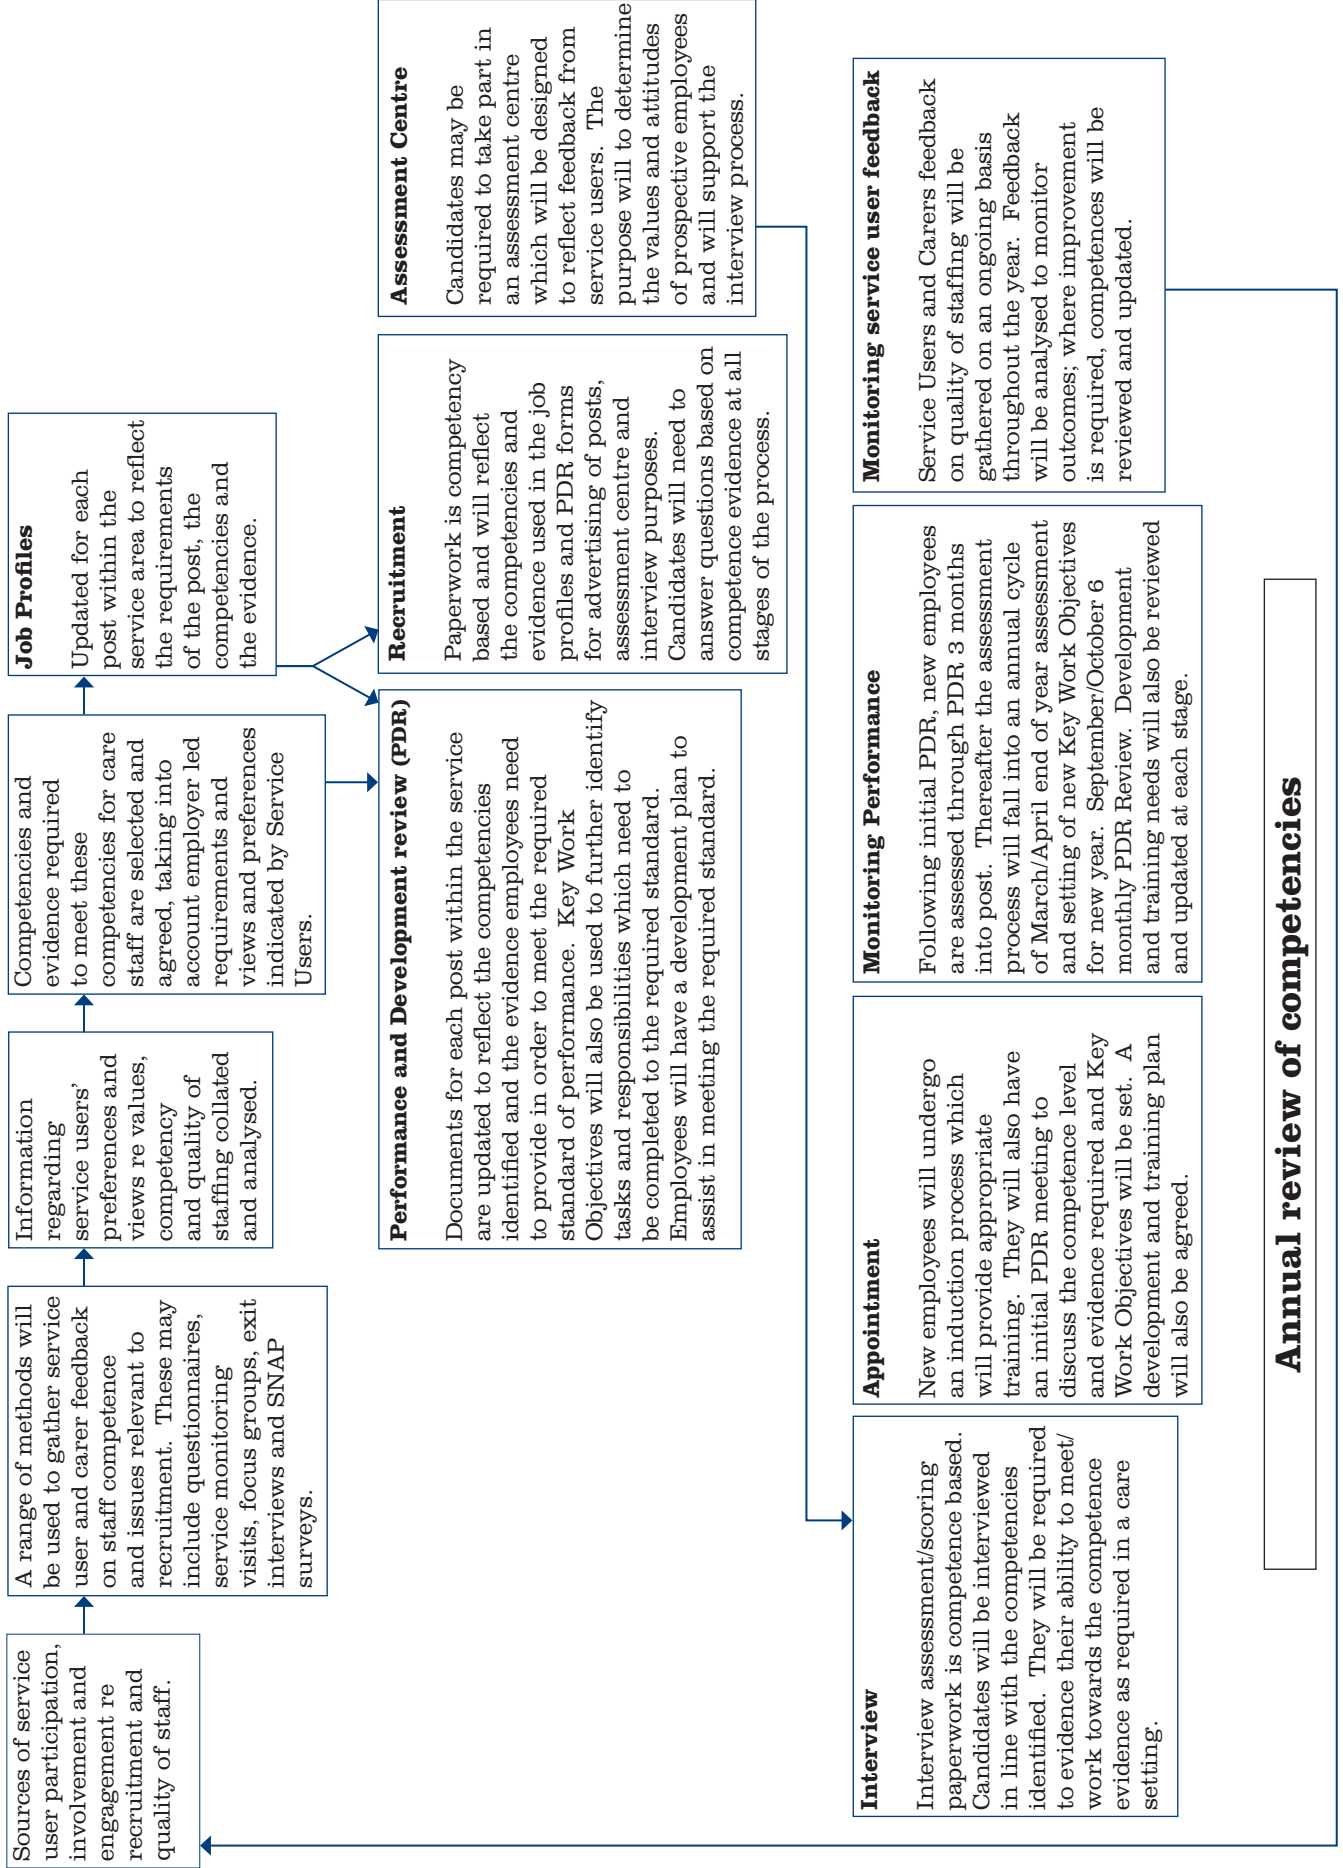 Sources of service
user participation,
involvement and
engagement re
recruitment and
quality of staff.
A range of methods will
be used to gather service
user and carer feedback
on staff competence
and issues relevant to
recruitment. These may
include questionnaires,
service monitoring
visits, focus groups, exit
interviews and SNAP
surveys.
Information
regarding
service users’
preferences and
views re values,
competency
and quality of
staffing collated
and analysed.
Competencies and
evidence required
to meet these
competencies for care
staff are selected and
agreed, taking into
account employer led
requirements and
views and preferences
indicated by Service
Users.
Job Profiles
Updated for each
post within the
service area to reflect
the requirements
of the post, the
competencies and
the evidence.
Performance and Development review (PDR)
Documents for each post within the service
are updated to reflect the competencies
identified and the evidence employees need
to provide in order to meet the required
standard of performance. Key Work
Objectives will also be used to further identify
tasks and responsibilities which need to
be completed to the required standard.
Employees will have a development plan to
assist in meeting the required standard.
Recruitment
Paperwork is competency
based and will reflect
the competencies and
evidence used in the job
profiles and PDR forms
for advertising of posts,
assessment centre and
interview purposes.
Candidates will need to
answer questions based on
competence evidence at all
stages of the process.
Assessment Centre
Candidates may be
required to take part in
an assessment centre
which will be designed
to reflect feedback from
service users. The
purpose will to determine
the values and attitudes
of prospective employees
and will support the
interview process.
Interview
Interview assessment/scoring
paperwork is competence based.
Candidates will be interviewed
in line with the competencies
identified. They will be required
to evidence their ability to meet/
work towards the competence
evidence as required in a care
setting.
Appointment
New employees will undergo
an induction process which
will provide appropriate
training. They will also have
an initial PDR meeting to
discuss the competence level
and evidence required and Key
Work Objectives will be set. A
development and training plan
will also be agreed.
Monitoring Performance
Following initial PDR, new employees
are assessed through PDR 3 months
into post. Thereafter the assessment
process will fall into an annual cycle
of March/April end of year assessment
and setting of new Key Work Objectives
for new year. September/October 6
monthly PDR Review. Development
and training needs will also be reviewed
and updated at each stage.
Monitoring service user feedback
Service Users and Carers feedback
on quality of staffing will be
gathered on an ongoing basis
throughout the year. Feedback
will be analysed to monitor
outcomes; where improvement
is required, competences will be
reviewed and updated.
Annual review of competencies